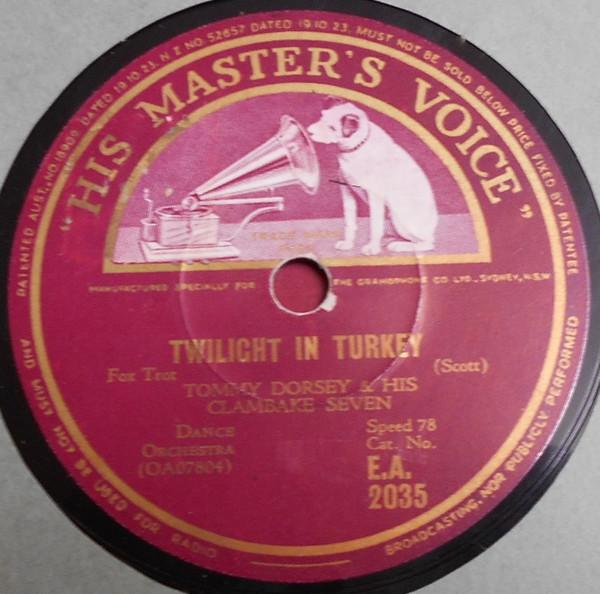 PATENTED AUST. NO. 18909 DATED 19.10.23, N Z NO. 52657 DATED 19.10.23. MUST NOT BE SOLD BELOW PRICE FIXED BY PATENTEE
"HIS MASTER'S VOICE"
TRADE MARK
MANUFACTURED SPECIALLY FOR THE GRAMOPHONE CO LTD., SYDNEY, N.S.W
TWILIGHT IN TURKEY
Fox Trot (Scott)
TOMMY DORSEY & HIS
CLAMBAKE SEVEN
DANCE
ORCHESTRA
(OA07804)
Speed 78
Cat. No.
E.A.
2035
AND MUST NOT BE USED FOR RADIO BROADCASTING, NOR PUBLICLY PERFORMED